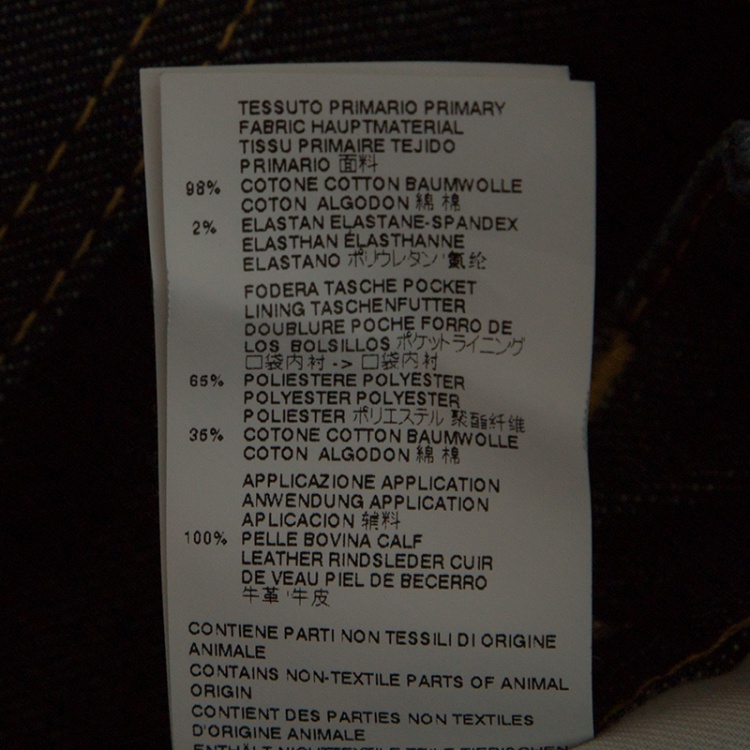 TESSUTO PRIMARIO PRIMARY
FABRIC HAUPTMATERIAL
TISSU PRIMAIRE TEJIDO
PRIMARIO 面料
98% COTONE COTTON BAUMWOLLE
COTON ALGODON 綿 棉
2% ELASTAN ELASTANE-SPANDEX
ELASTHAN ÉLASTHANNE
ELASTANO ポリウレタン 氨纶
FODERA TASCHE POCKET
LINING TASCHENFUTTER
DOUBLURE POCHE FORRO DE
LOS BOLSILLOS ポケットライニング
口袋内衬 -> 口袋内衬
65% POLIESTERE POLYESTER
POLYESTER POLYESTER
POLIESTER ポリエステル 聚酯纤维
35% COTONE COTTON BAUMWOLLE
COTON ALGODON 綿 棉
APPLICAZIONE APPLICATION
ANWENDUNG APPLICATION
APLICACION 辅料
100% PELLE BOVINA CALF
LEATHER RINDSLEDER CUIR
DE VEAU PIEL DE BECERRO
牛革 牛皮
CONTIENE PARTI NON TESSILI DI ORIGINE
ANIMALE
CONTAINS NON-TEXTILE PARTS OF ANIMAL
ORIGIN
CONTIENT DES PARTIES NON TEXTILES
D'ORIGINE ANIMALE